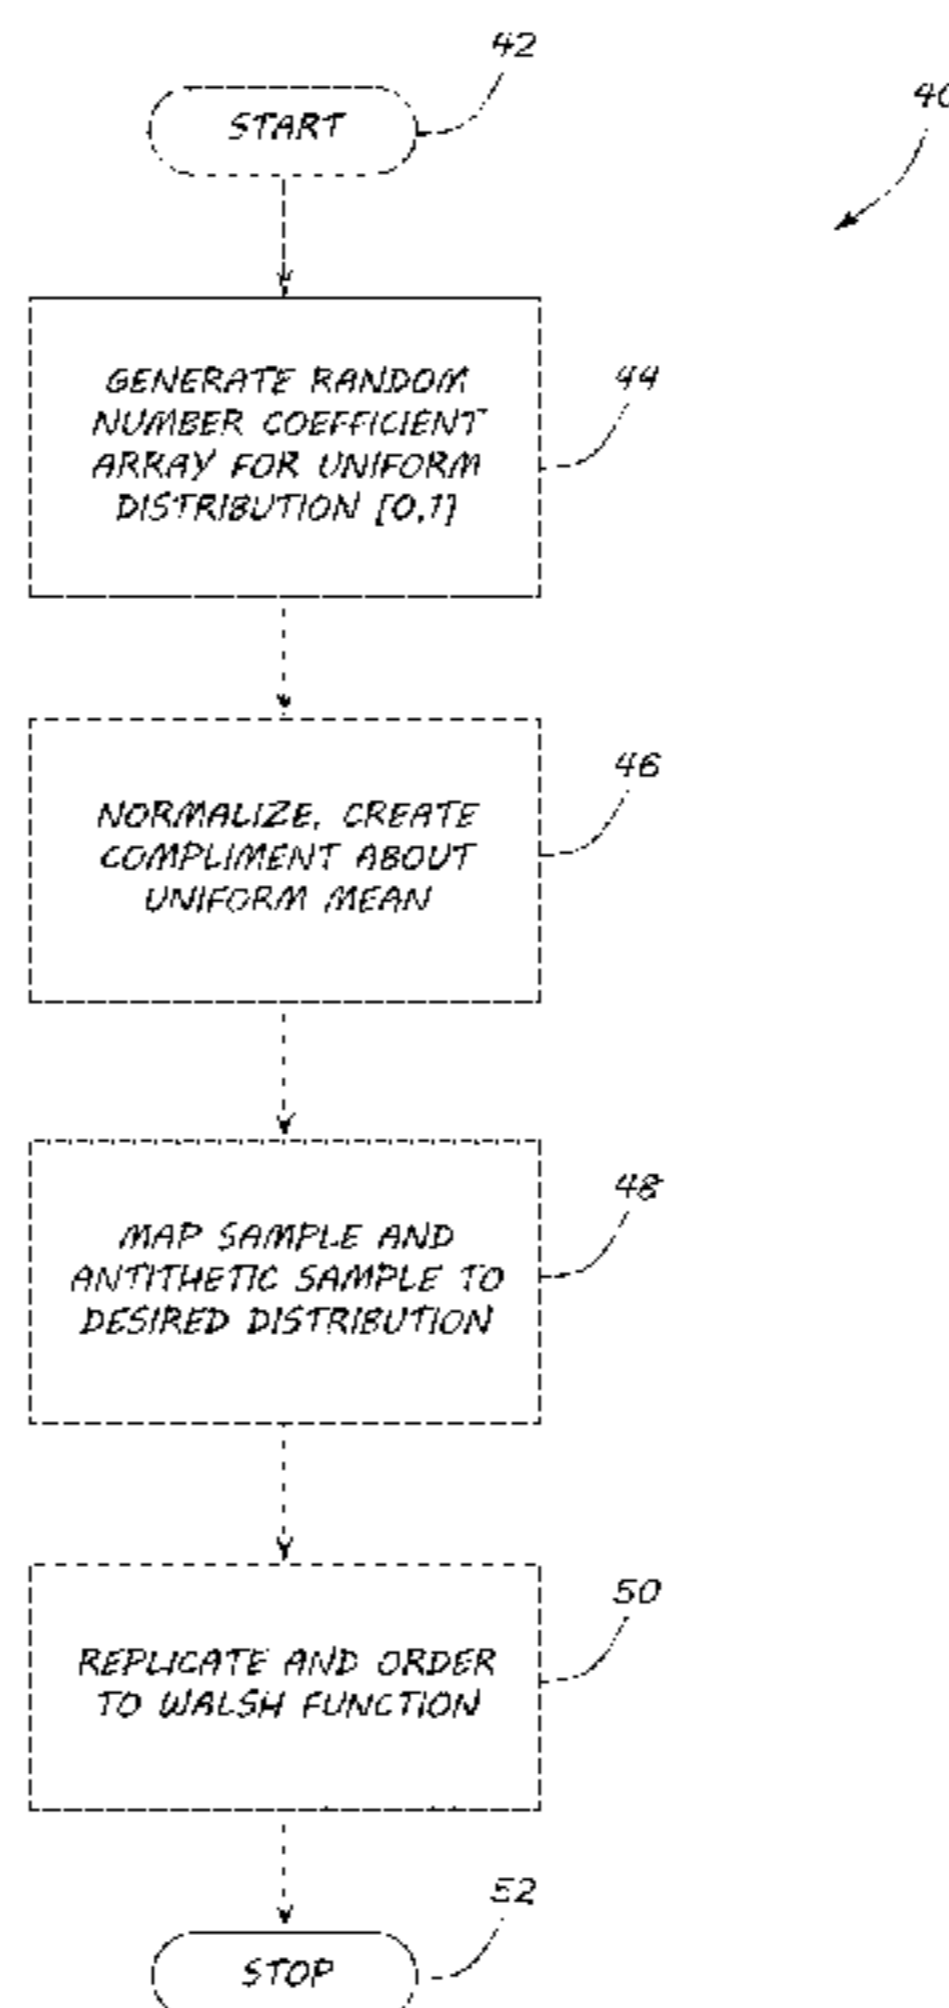 42
40
START
GENERATE RANDOM
NUMBER COEFFICIENT
ARRAY FOR UNIFORM
DISTRIBUTION [0,1]
44
NORMALIZE, CREATE
COMPLIMENT ABOUT
UNIFORM MEAN
46
MAP SAMPLE AND
ANTITHETIC SAMPLE TO
DESIRED DISTRIBUTION
48
REPLICATE AND ORDER
TO WALSH FUNCTION
50
STOP
52